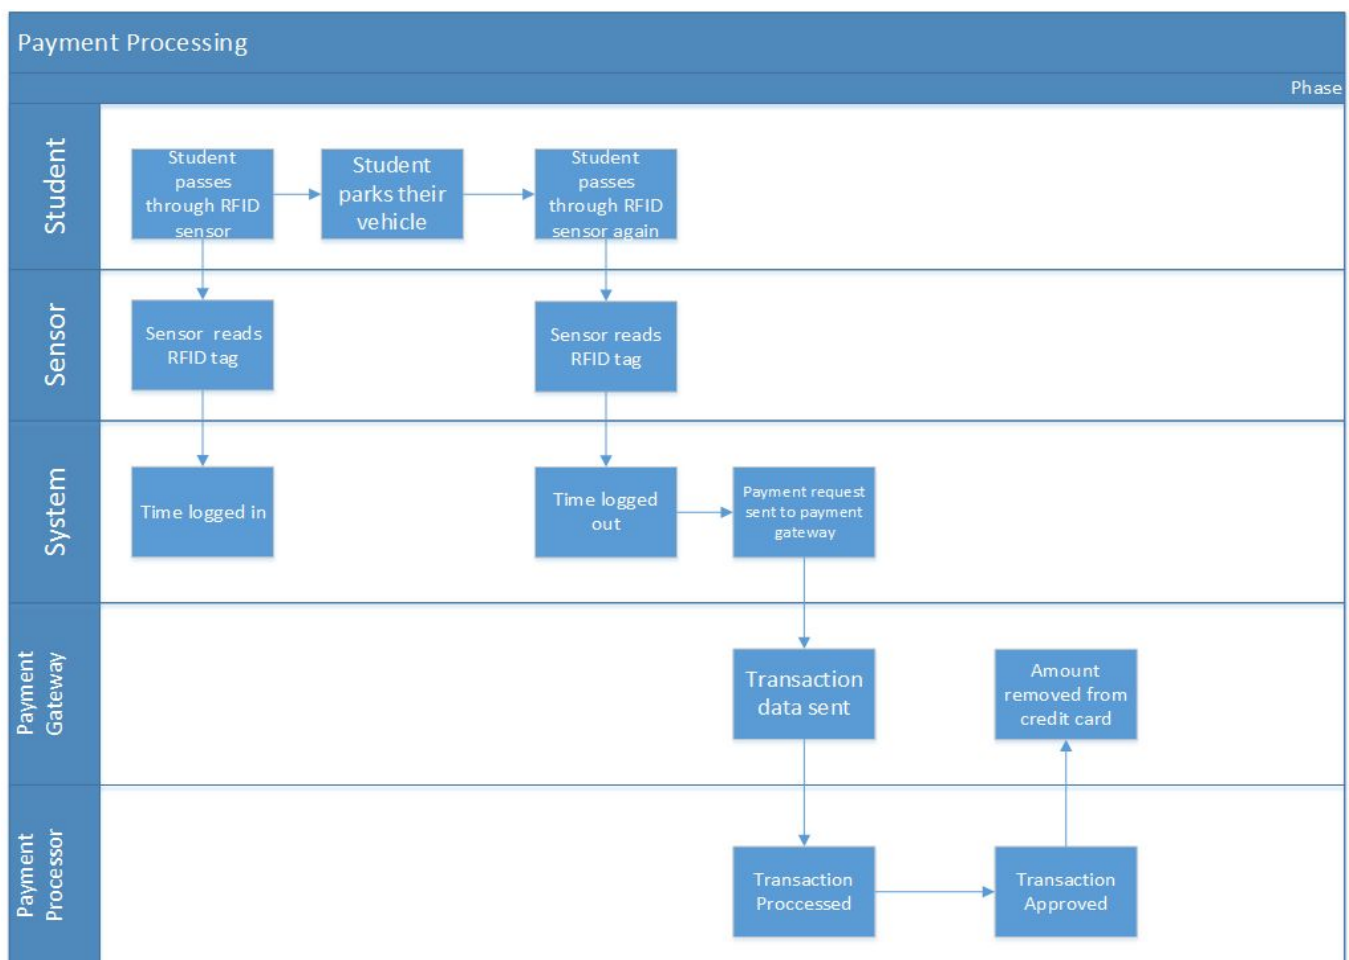 Payment Processing
Phase
Student
Student
passes
through RFID
sensor
Student
parks their
vehicle
Student
passes
through RFID
sensor again
Sensor
Sensor reads
RFID tag
Sensor reads
RFID tag
System
Time logged in
Time logged
out
Payment request
sent to payment
gateway
Payment
Gateway
Transaction
data sent
Amount
removed from
credit card
Payment
Processor
Transaction
Proccessed
Transaction
Approved